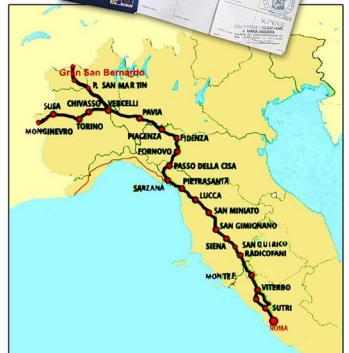 Gran San Bernardo
P. SAN MARTIN
SUSA
CHIVASSO
VERCELLI
PAVIA
MONGINEVRO
TORINO
PIACENZA
FIDENZA
FORNOVO
PASSO DELLA CISA
SARZANA
PIETRASANTA
LUCCA
SAN MINIATO
SAN GIMIGNANO
SIENA
SAN QUIRICO
RADICOFANI
MONTEF.
VITERBO
SUTRI
ROMA